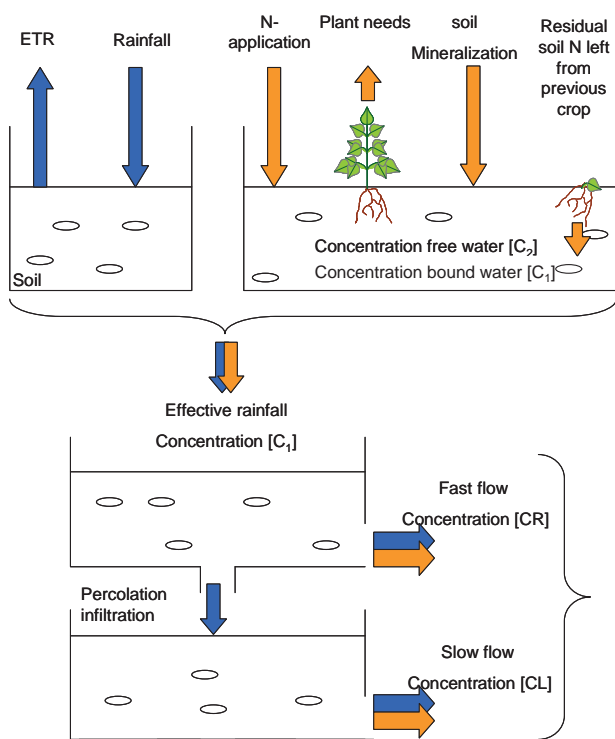 ETR
Rainfall
N-
application
Plant needs
soil
Mineralization
Residual
soil N left
from
previous
crop
Concentration free water [C₂]
Concentration bound water [C₁]
Soil
Effective rainfall
Concentration [C₁]
Fast flow
Concentration [CR]
Percolation
infiltration
Slow flow
Concentration [CL]